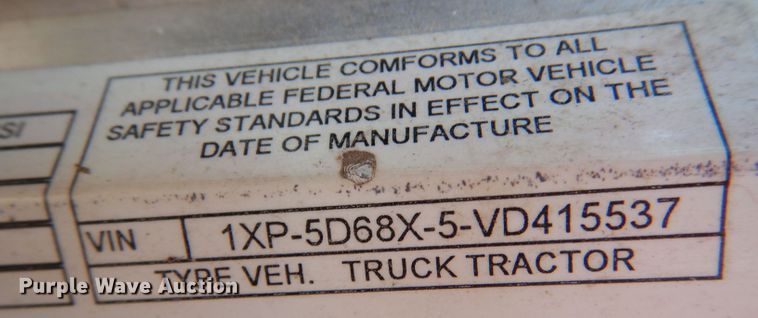 THIS VEHICLE COMFORMS TO ALL
APPLICABLE FEDERAL MOTOR VEHICLE
SAFETY STANDARDS IN EFFECT ON THE
DATE OF MANUFACTURE
SI
VIN 1XP-5D68X-5-VD415537
TYPE VEH. TRUCK TRACTOR
Purple Wave Auction